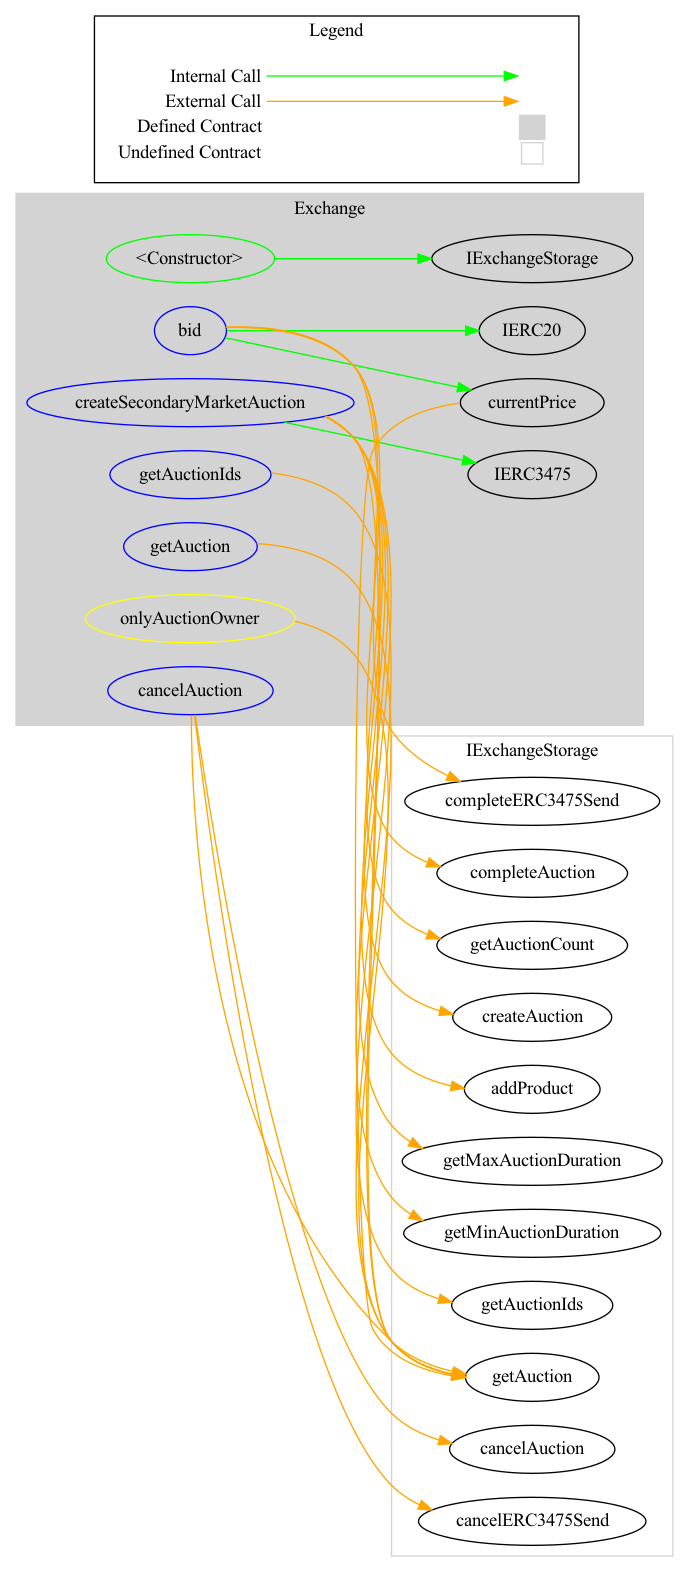 Legend
Internal Call
External Call
Defined Contract
Undefined Contract
Exchange
<Constructor>
IExchangeStorage
bid
IERC20
createSecondaryMarketAuction
currentPrice
getAuctionIds
IERC3475
getAuction
onlyAuctionOwner
cancelAuction
IExchangeStorage
completeERC3475Send
completeAuction
getAuctionCount
createAuction
addProduct
getMaxAuctionDuration
getMinAuctionDuration
getAuctionIds
getAuction
cancelAuction
cancelERC3475Send